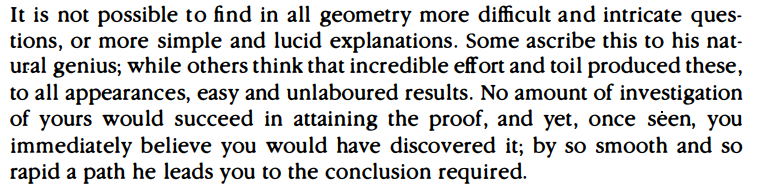 It is not possible to find in all geometry more difficult and intricate ques-
tions, or more simple and lucid explanations. Some ascribe this to his nat-
ural genius; while others think that incredible effort and toil produced these,
to all appearances, easy and unlaboured results. No amount of investigation
of yours would succeed in attaining the proof, and yet, once seen, you
immediately believe you would have discovered it; by so smooth and so
rapid a path he leads you to the conclusion required.